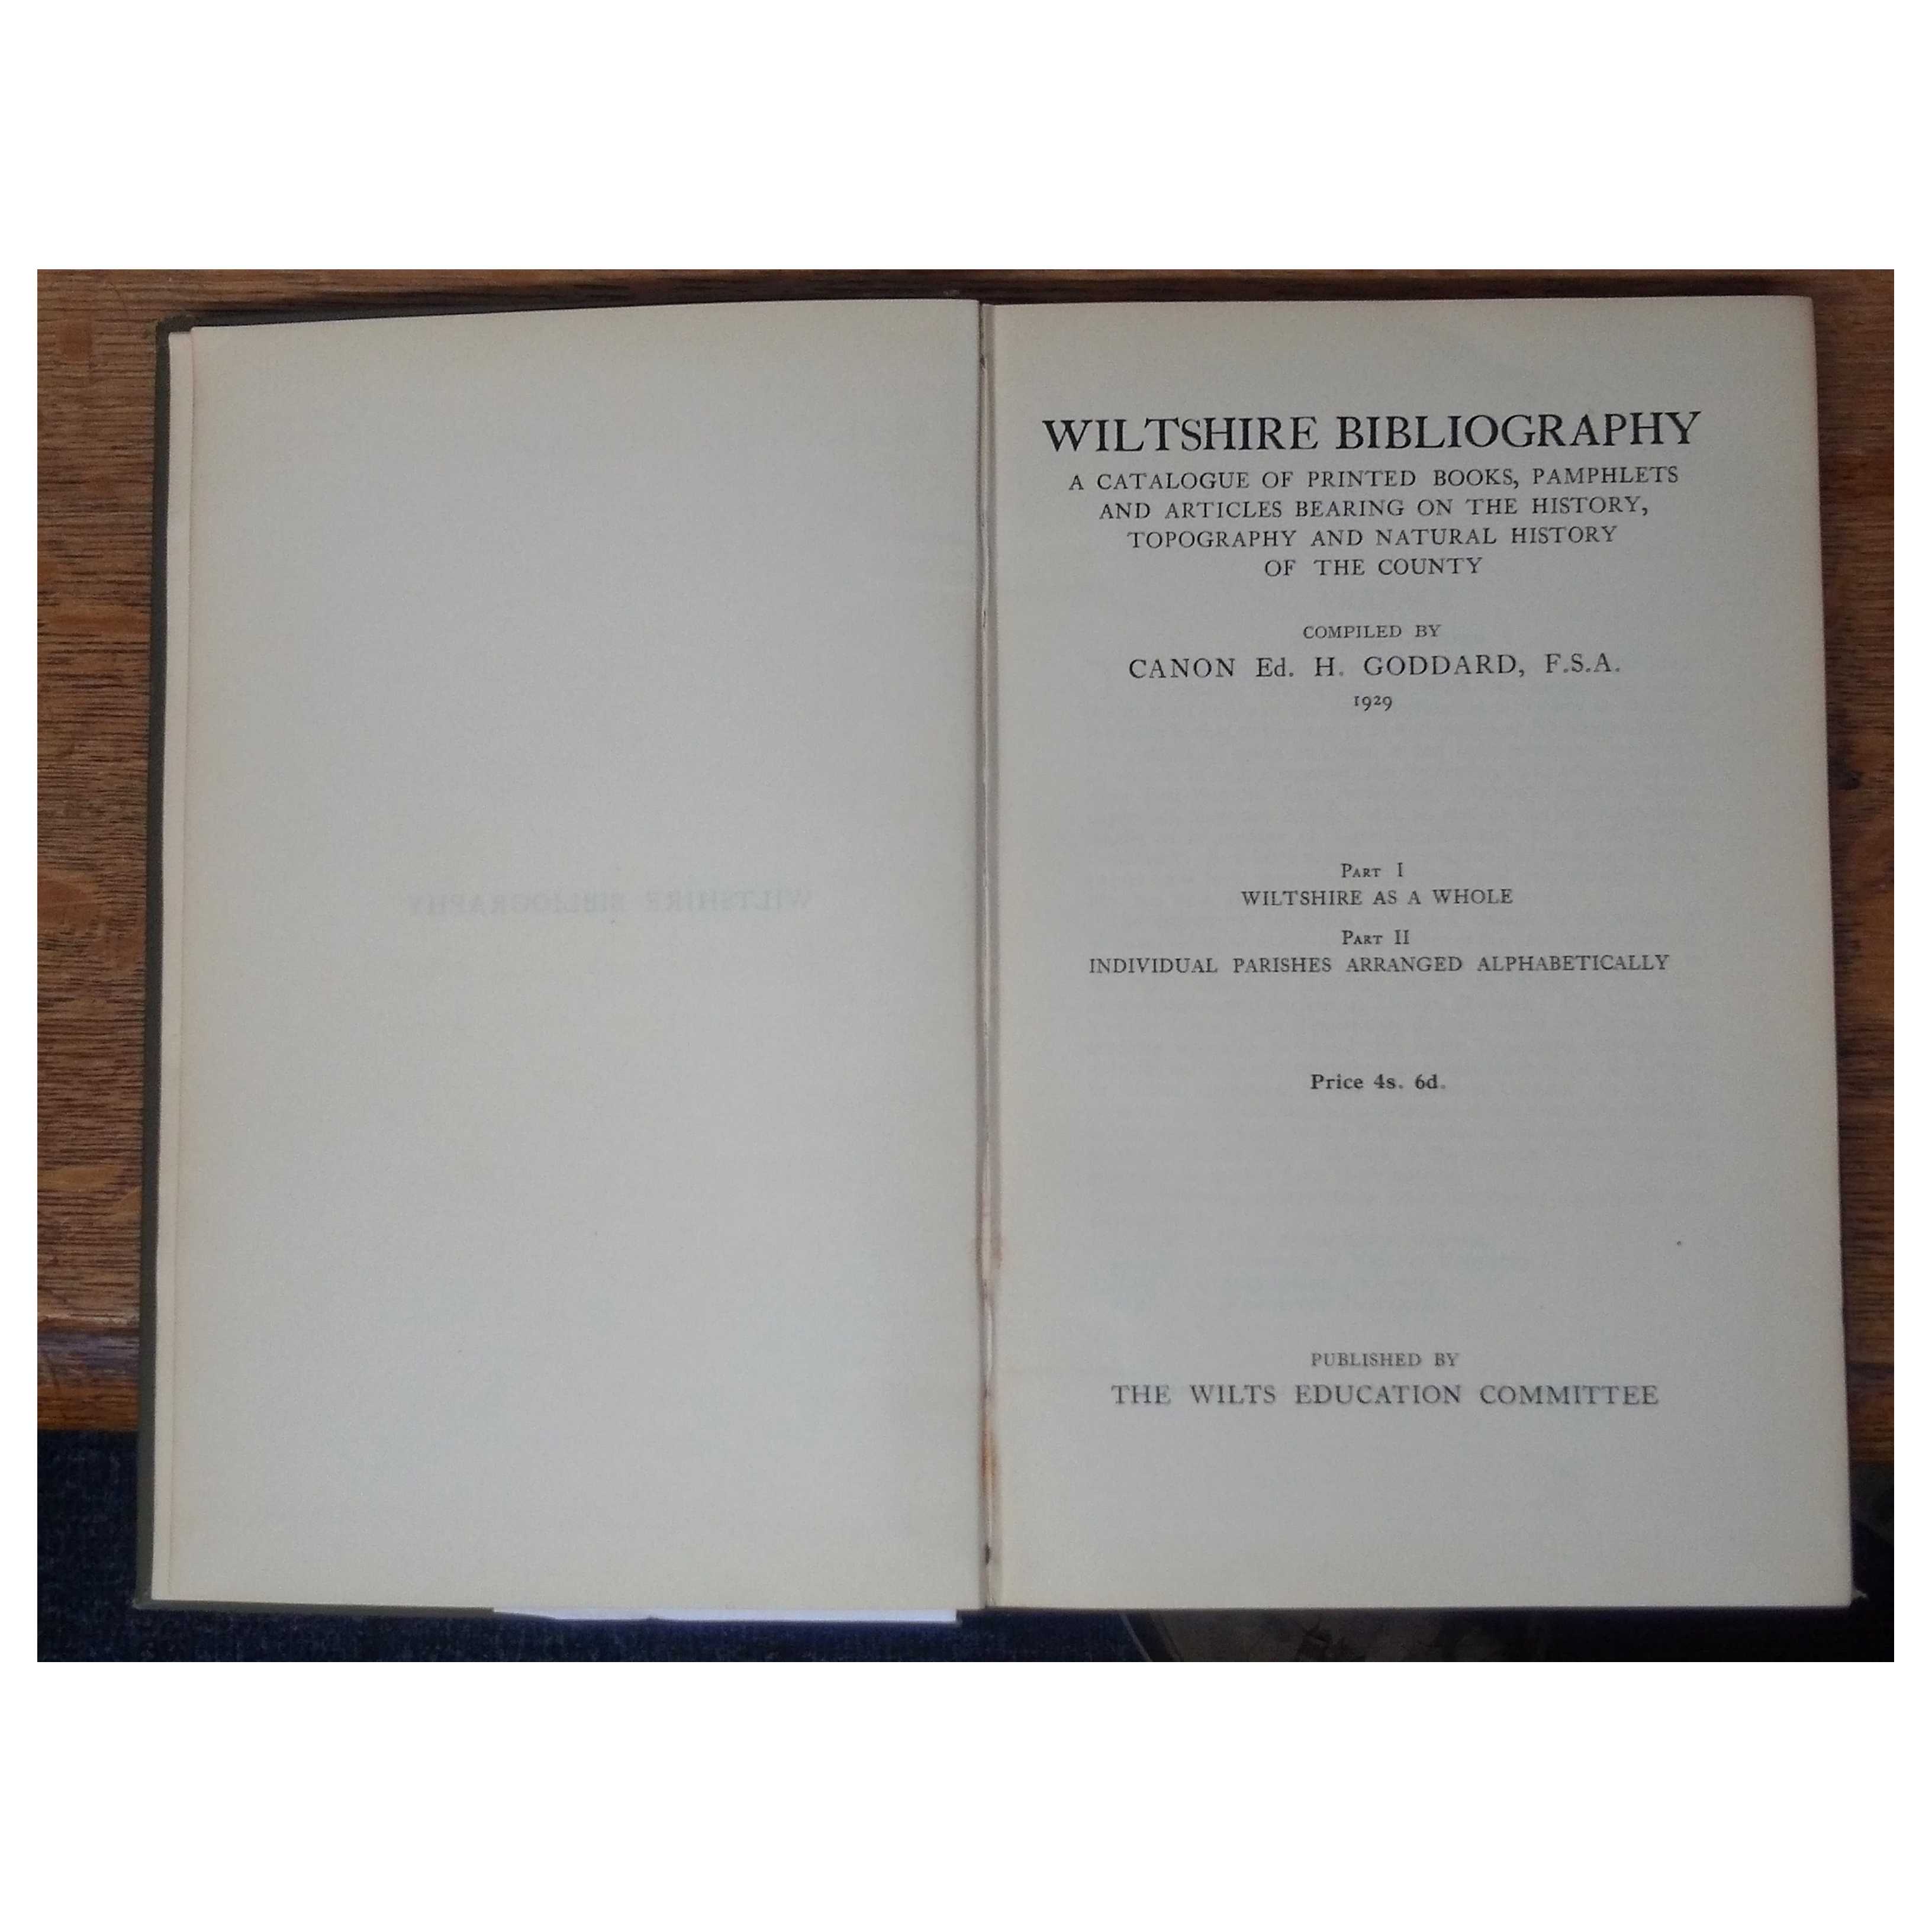 WILTSHIRE BIBLIOGRAPHY
WILTSHIRE BIBLIOGRAPHY
A CATALOGUE OF PRINTED BOOKS, PAMPHLETS
AND ARTICLES BEARING ON THE HISTORY,
TOPOGRAPHY AND NATURAL HISTORY
OF THE COUNTY
COMPILED BY
CANON Ed. H. GODDARD, F.S.A.
1929
PART I
WILTSHIRE AS A WHOLE
PART II
INDIVIDUAL PARISHES ARRANGED ALPHABETICALLY
Price 4s. 6d.
PUBLISHED BY
THE WILTS EDUCATION COMMITTEE